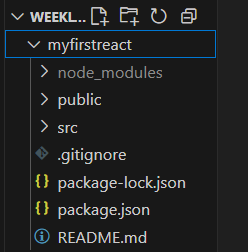 WEEKL...
myfirstreact
node_modules
public
src
.gitignore
package-lock.json
package.json
README.md